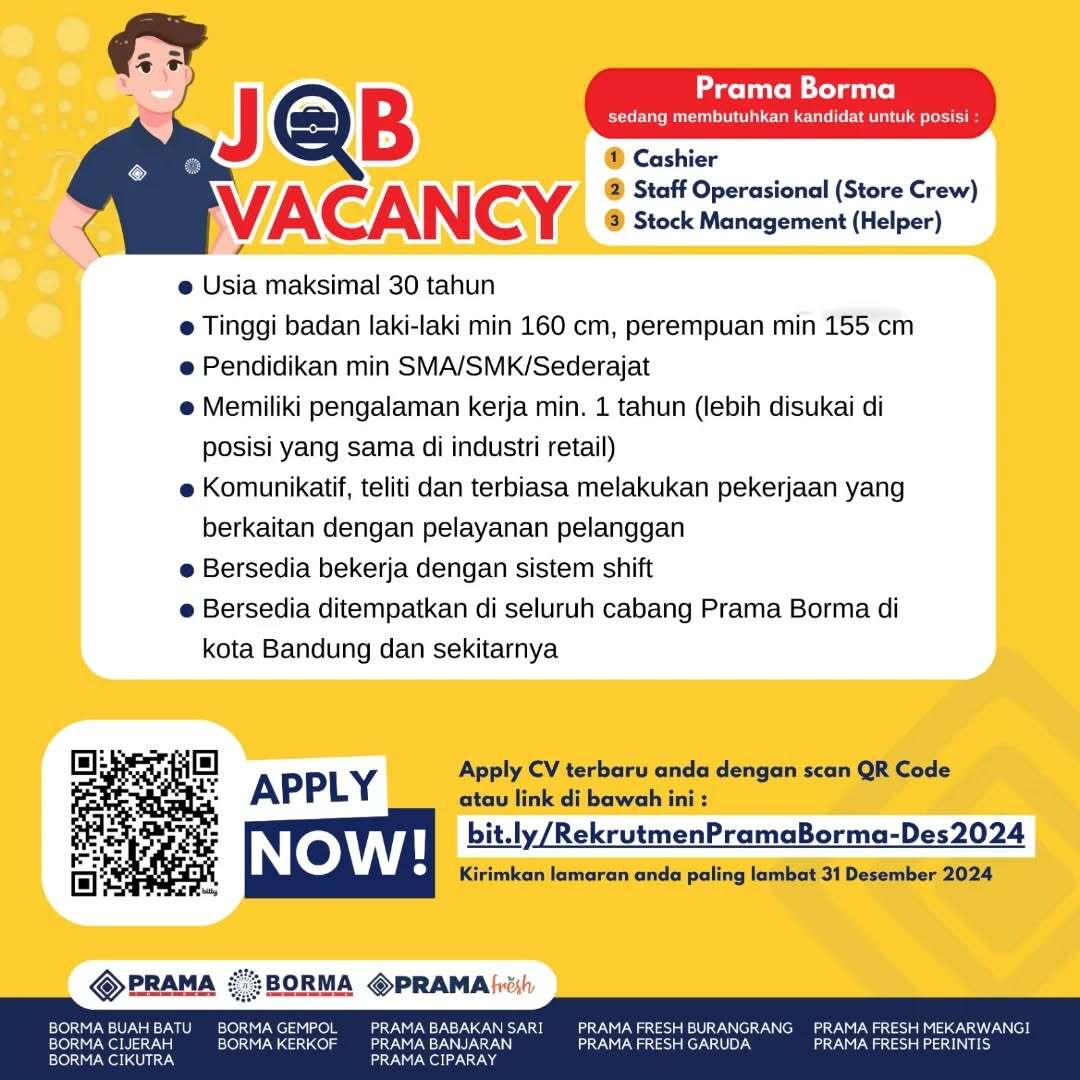 JOB
VACANCY
Prama Borma
sedang membutuhkan kandidat untuk posisi :
1 Cashier
2 Staff Operasional (Store Crew)
3 Stock Management (Helper)
• Usia maksimal 30 tahun
• Tinggi badan laki-laki min 160 cm, perempuan min 155 cm
• Pendidikan min SMA/SMK/Sederajat
• Memiliki pengalaman kerja min. 1 tahun (lebih disukai di
posisi yang sama di industri retail)
• Komunikatif, teliti dan terbiasa melakukan pekerjaan yang
berkaitan dengan pelayanan pelanggan
• Bersedia bekerja dengan sistem shift
• Bersedia ditempatkan di seluruh cabang Prama Borma di
kota Bandung dan sekitarnya
bitly
APPLY
NOW!
Apply CV terbaru anda dengan scan QR Code
atau link di bawah ini :
bit.ly/RekrutmenPramaBorma-Des2024
Kirimkan lamaran anda paling lambat 31 Desember 2024
PRAMA
BORMA
PRAMA fresh
BORMA BUAH BATU
BORMA CIJERAH
BORMA CIKUTRA
BORMA GEMPOL
BORMA KERKOF
PRAMA BABAKAN SARI
PRAMA BANJARAN
PRAMA CIPARAY
PRAMA FRESH BURANGRANG
PRAMA FRESH GARUDA
PRAMA FRESH MEKARWANGI
PRAMA FRESH PERINTIS